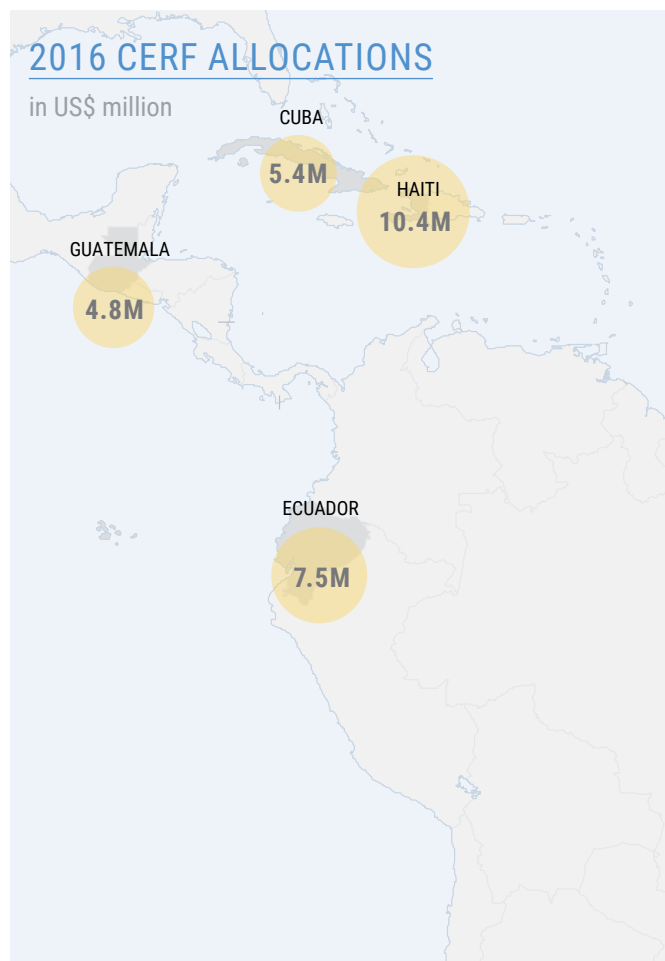 2016 CERF ALLOCATIONS
in US$ million
CUBA
5.4M
HAITI
10.4M
GUATEMALA
4.8M
ECUADOR
7.5M